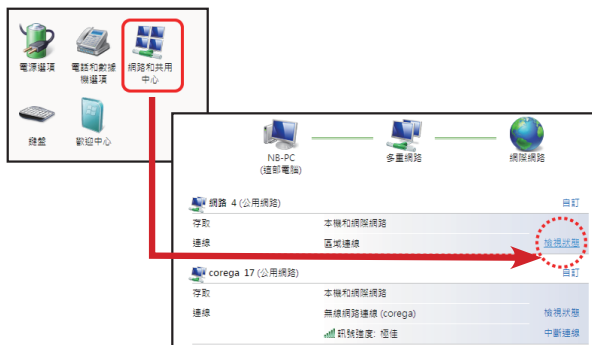 電源選項
電話和數據
機選項
網路和共用
中心
鍵盤
歡迎中心
NB-PC
(這部電腦)
多重網路
網際網路
網路 4 (公用網路) 自訂
存取 本機和網際網路
連線 區域連線 檢視狀態
corega 17 (公用網路) 自訂
存取 本機和網際網路
連線 無線網路連線 (corega) 檢視狀態
訊號強度: 極佳 中斷連線